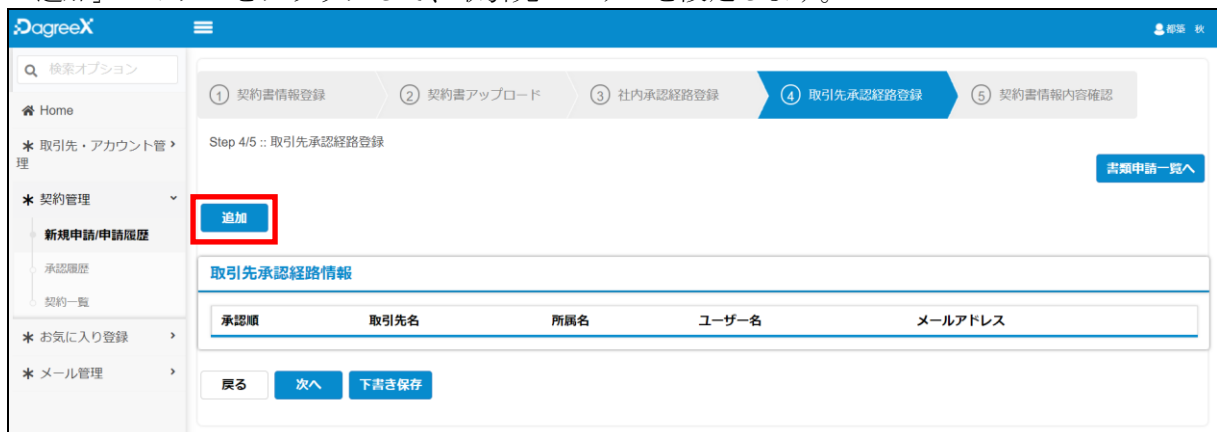 DagreeX
都築 秋
検索オプション
Home
取引先・アカウント管
理
契約管理
新規申請/申請履歴
承認履歴
契約一覧
お気に入り登録
メール管理
1 契約書情報登録
2 契約書アップロード
3 社内承認経路登録
4 取引先承認経路登録
5 契約書情報内容確認
Step 4/5 :: 取引先承認経路登録
書類申請一覧へ
追加
取引先承認経路情報
承認順 取引先名 所属名 ユーザー名 メールアドレス
戻る 次へ 下書き保存